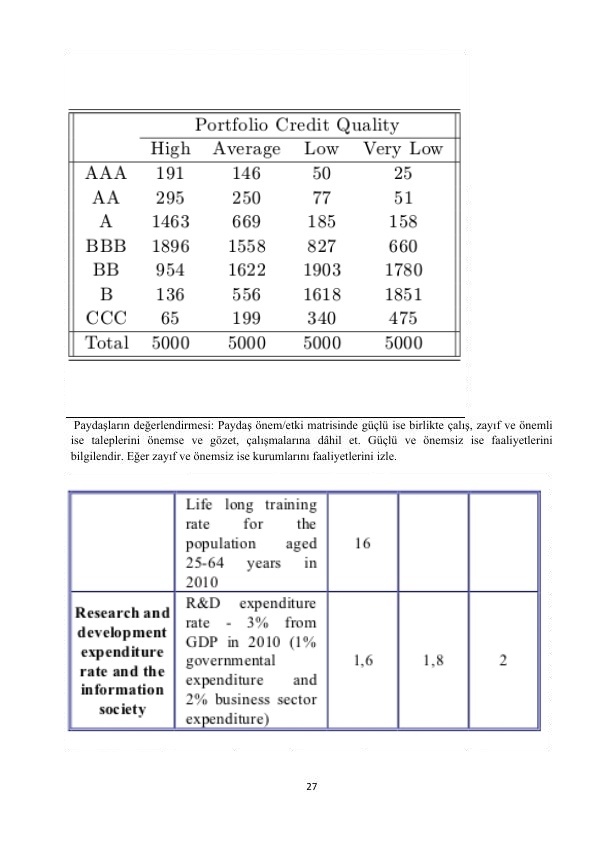 Portfolio Credit Quality
High Average Low Very Low
AAA 191 146 50 25
AA 295 250 77 51
A 1463 669 185 158
BBB 1896 1558 827 660
BB 954 1622 1903 1780
B 136 556 1618 1851
CCC 65 199 340 475
Total 5000 5000 5000 5000
Paydaşların değerlendirmesi: Paydaş önem/etki matrisinde güçlü ise birlikte çalış, zayıf ve önemli
ise taleplerini önemse ve gözet, çalışmalarına dâhil et. Güçlü ve önemsiz ise faaliyetlerini
bilgilendir. Eğer zayıf ve önemsiz ise kurumlarını faaliyetlerini izle.
Life long training
rate for the
population aged
25-64 years in
2010
16
Research and
development
expenditure
rate and the
information
society
R&D expenditure
rate - 3% from
GDP in 2010 (1%
governmental
expenditure and
2% business sector
expenditure)
1,6 1,8 2
27